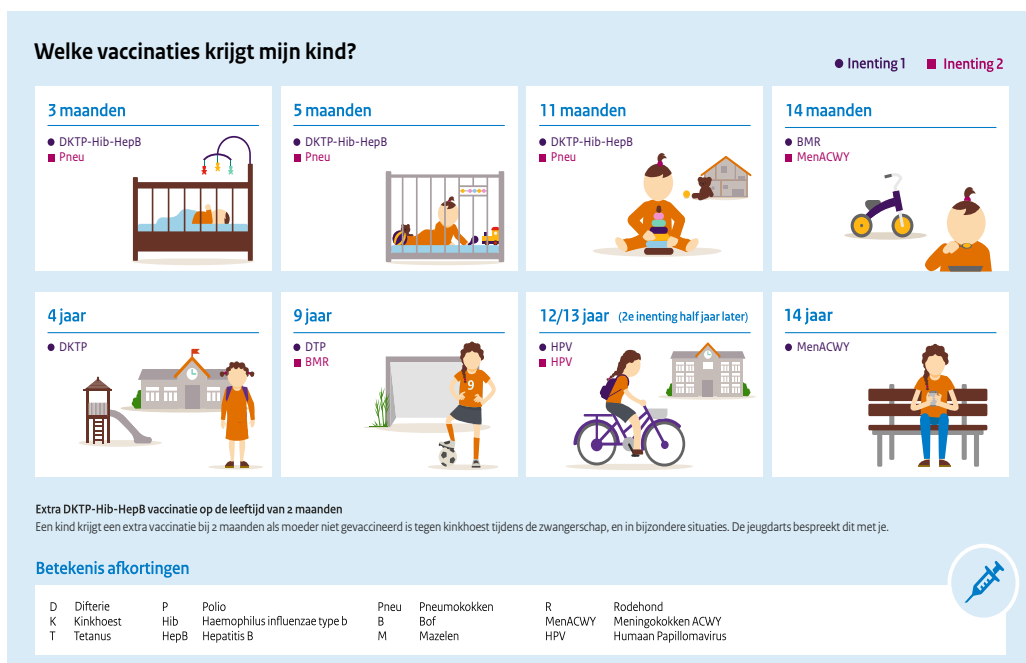 Welke vaccinaties krijgt mijn kind?
Inenting 1 Inenting 2
3 maanden
DKTP-Hib-HepB
Pneu
5 maanden
DKTP-Hib-HepB
Pneu
11 maanden
DKTP-Hib-HepB
Pneu
14 maanden
BMR
MenACWY
4 jaar
DKTP
9 jaar
DTP
BMR
9
12/13 jaar (2e inenting half jaar later)
HPV
HPV
14 jaar
MenACWY
Extra DKTP-Hib-HepB vaccinatie op de leeftijd van 2 maanden
Een kind krijgt een extra vaccinatie bij 2 maanden als moeder niet gevaccineerd is tegen kinkhoest tijdens de zwangerschap, en in bijzondere situaties. De jeugdarts bespreekt dit met je.
Betekenis afkortingen
D Difterie P Polio Pneu Pneumokokken R Rodehond
K Kinkhoest Hib Haemophilus influenzae type b B Bof MenACWY Meningokokken ACWY
T Tetanus HepB Hepatitis B M Mazelen HPV Humaan Papillomavirus